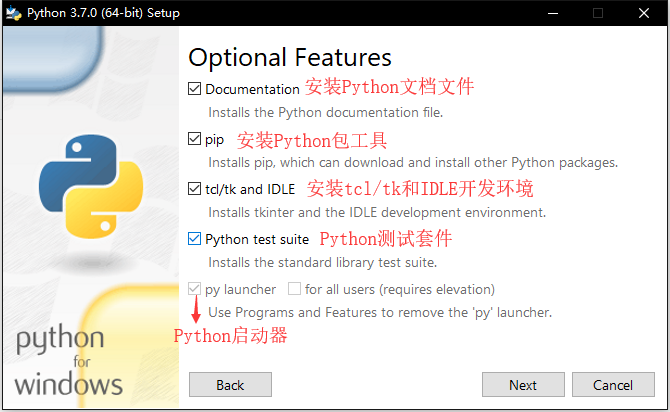 Python 3.7.0 (64-bit) Setup
Optional Features
Documentation 安装Python文档文件
Installs the Python documentation file.
pip 安装Python包工具
Installs pip, which can download and install other Python packages.
tcl/tk and IDLE 安装tcl/tk和IDLE开发环境
Installs tkinter and the IDLE development environment.
Python test suite Python测试套件
Installs the standard library test suite.
py launcher for all users (requires elevation)
Use Programs and Features to remove the 'py' launcher.
Python启动器
python
for
windows
Back Next Cancel